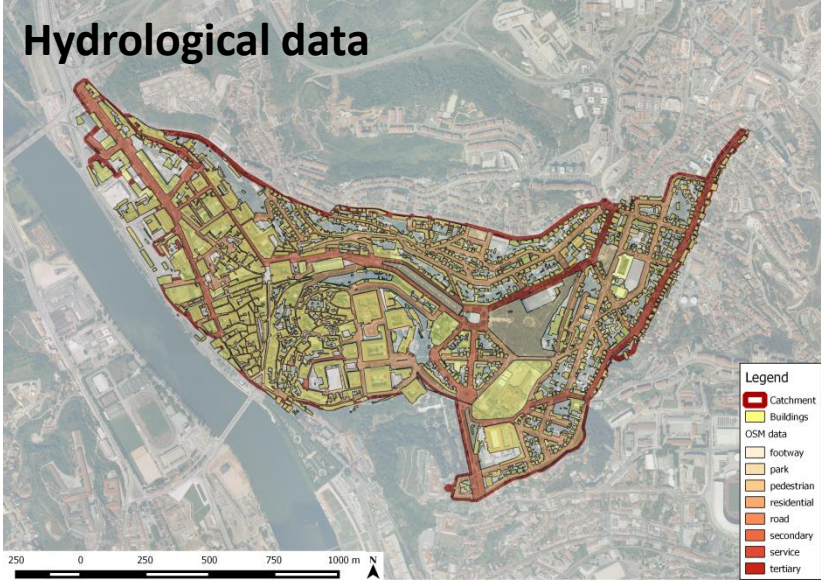 Hydrological data
Legend
Catchment
Buildings
OSM data
footway
park
pedestrian
residential
road
secondary
service
tertiary
250 0 250 500 750 1000 m N